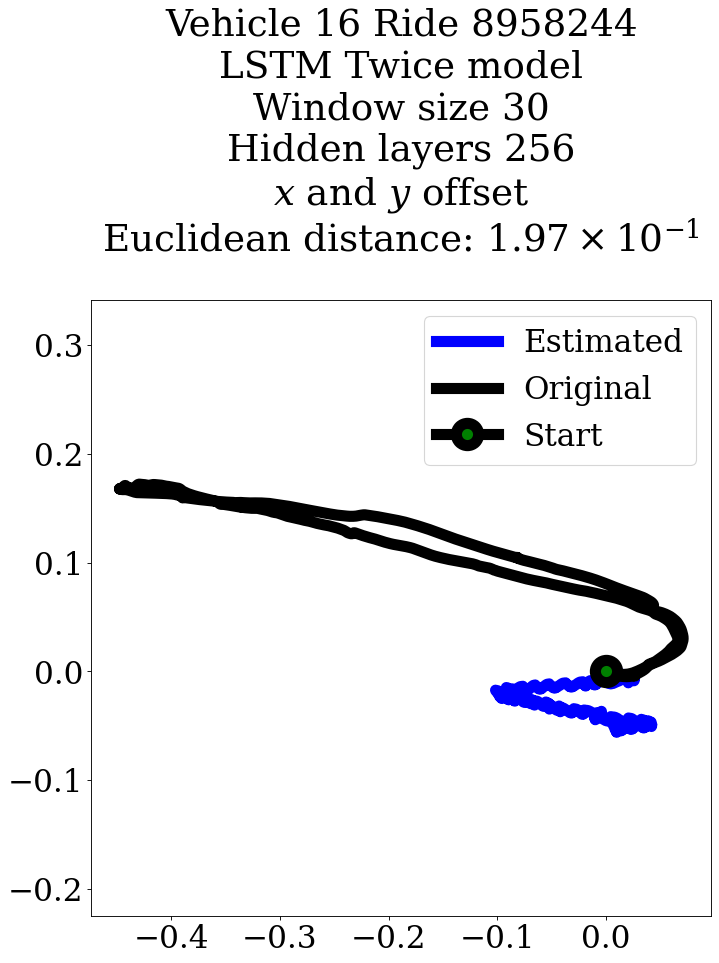 Vehicle 16 Ride 8958244
LSTM Twice model
Window size 30
Hidden layers 256
x and y offset
Euclidean distance: 1.97 × 10⁻¹
Estimated
Original
Start
0.3
0.2
0.1
0.0
−0.1
−0.2
−0.4 −0.3 −0.2 −0.1 0.0